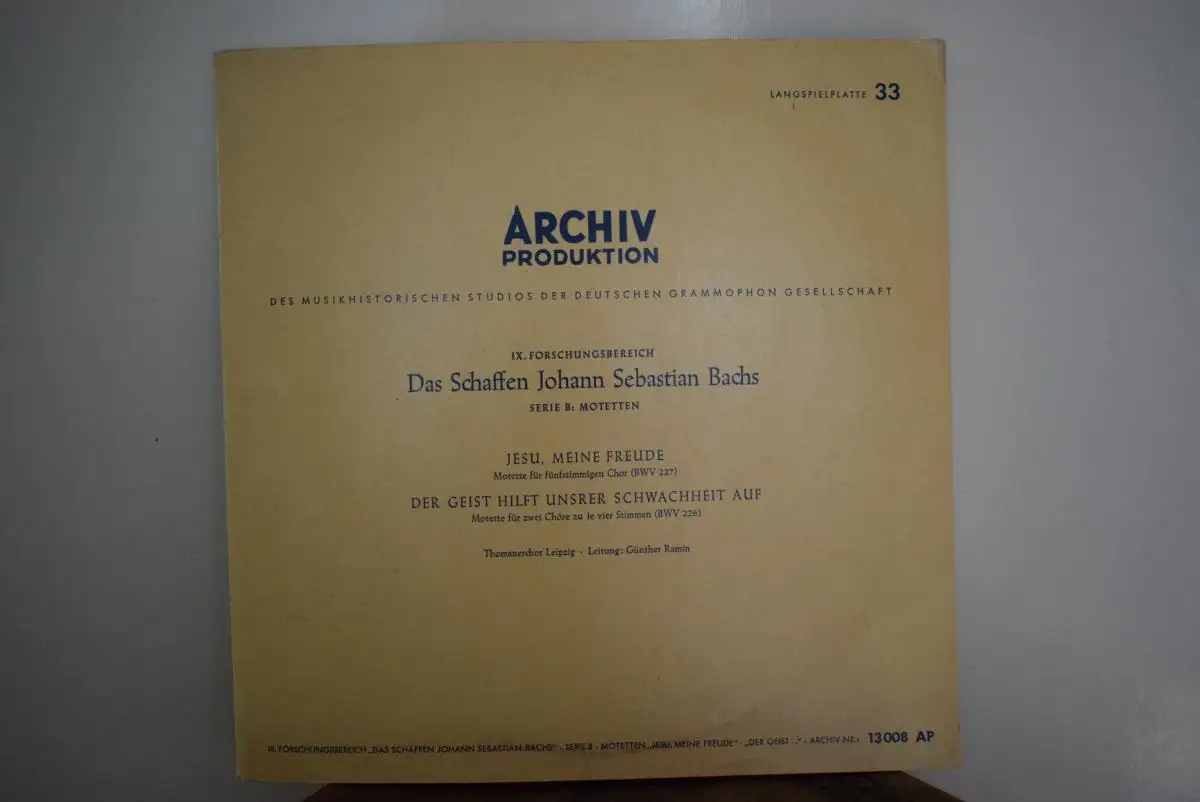 LANGSPIELPLATTE 33
ARCHIV
PRODUKTION
DES MUSIKHISTORISCHEN STUDIOS DER DEUTSCHEN GRAMMOPHON GESELLSCHAFT
IX. FORSCHUNGSBEREICH
Das Schaffen Johann Sebastian Bachs
SERIE B: MOTETTEN
JESU, MEINE FREUDE
Motette für fünfstimmigen Chor (BWV 227)
DER GEIST HILFT UNSRER SCHWACHHEIT AUF
Motette für zwei Chöre zu je vier Stimmen (BWV 226)
Thomanerchor Leipzig · Leitung: Günther Ramin
IX. FORSCHUNGSBEREICH „DAS SCHAFFEN JOHANN SEBASTIAN BACHS“ · SERIE B · MOTETTEN „JESU, MEINE FREUDE“ · „DER GEIST ..“ · ARCHIV-NR.: 13008 AP